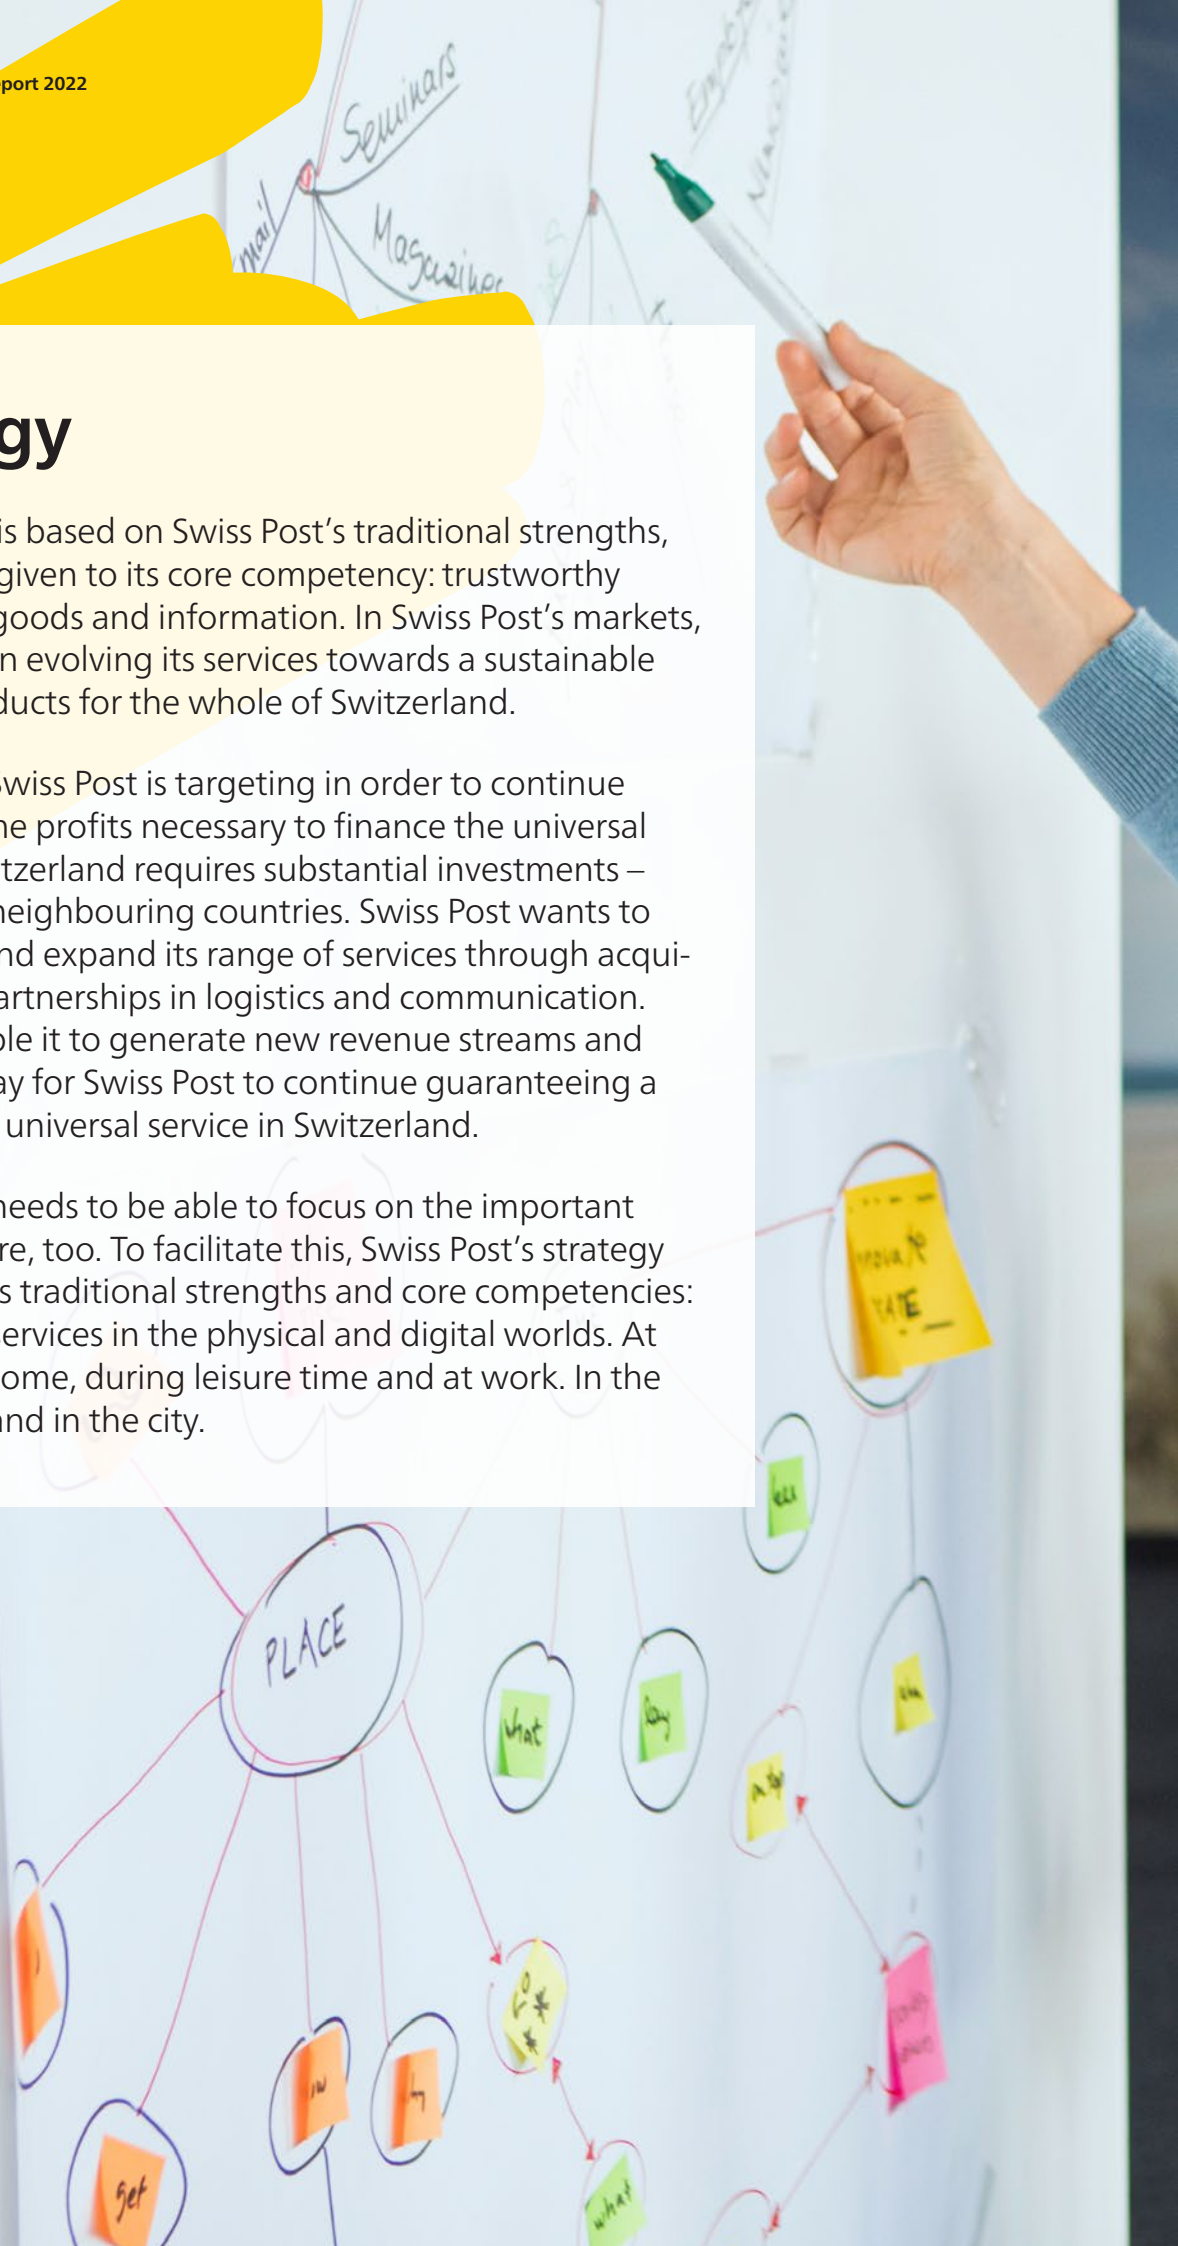 port 2022
Seminars
mail
Magazines
gy
is based on Swiss Post’s traditional strengths,
given to its core competency: trustworthy
goods and information. In Swiss Post’s markets,
n evolving its services towards a sustainable
ducts for the whole of Switzerland.
Swiss Post is targeting in order to continue
he profits necessary to finance the universal
tzerland requires substantial investments –
neighbouring countries. Swiss Post wants to
nd expand its range of services through acqui-
artnerships in logistics and communication.
ble it to generate new revenue streams and
ay for Swiss Post to continue guaranteeing a
universal service in Switzerland.
needs to be able to focus on the important
re, too. To facilitate this, Swiss Post’s strategy
s traditional strengths and core competencies:
services in the physical and digital worlds. At
ome, during leisure time and at work. In the
and in the city.
PLACE
what
get
what